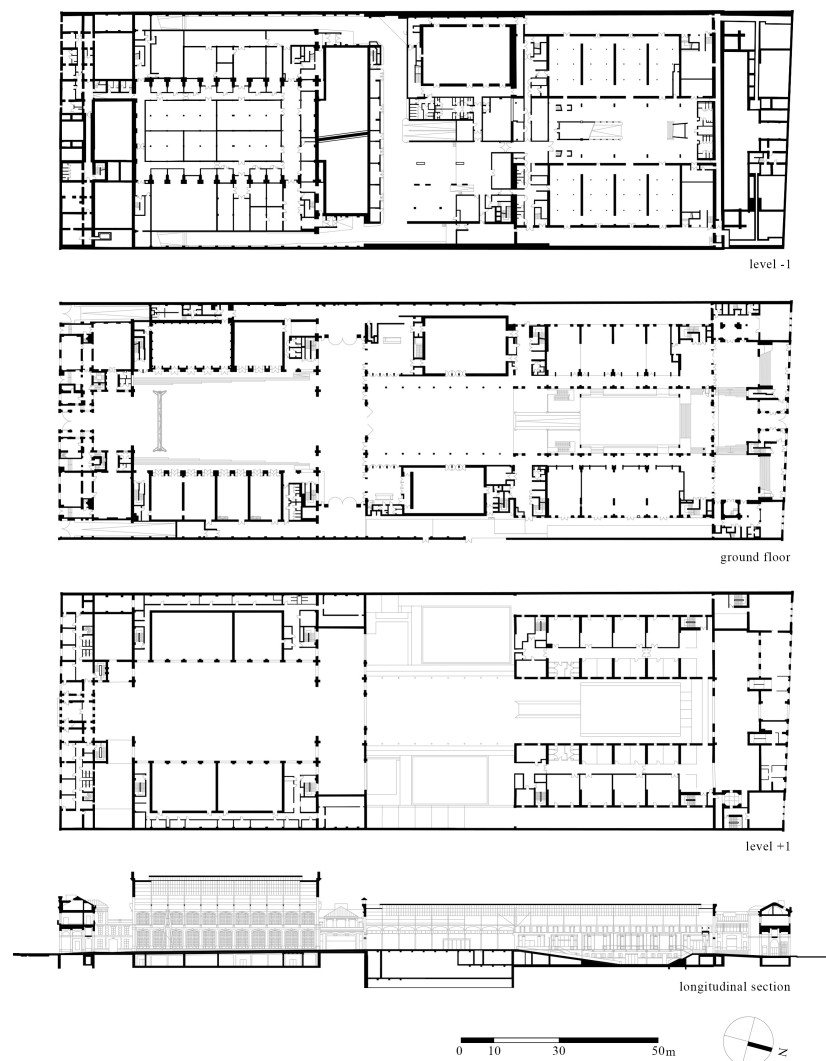 level -1
ground floor
level +1
longitudinal section
0 10 30 50m
N